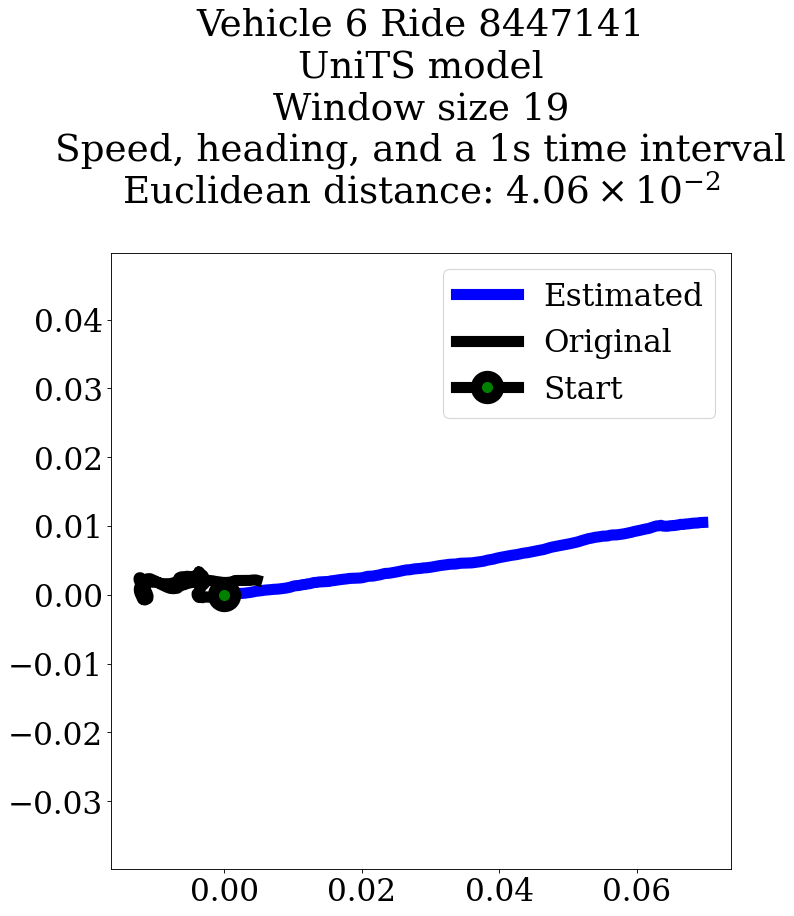 Vehicle 6 Ride 8447141
UniTS model
Window size 19
Speed, heading, and a 1s time interval
Euclidean distance: 4.06 × 10⁻²
Estimated
Original
Start
0.04
0.03
0.02
0.01
0.00
−0.01
−0.02
−0.03
0.00 0.02 0.04 0.06